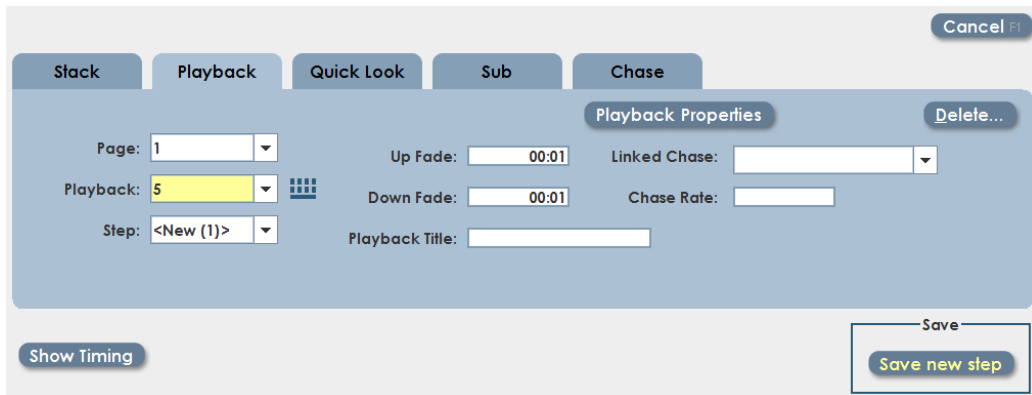 Cancel F1
Stack Playback Quick Look Sub Chase
Playback Properties Delete...
Page: 1
Up Fade: 00:01 Linked Chase:
Playback: 5
Down Fade: 00:01 Chase Rate:
Step: <New (1)>
Playback Title:
Save
Show Timing
Save new step